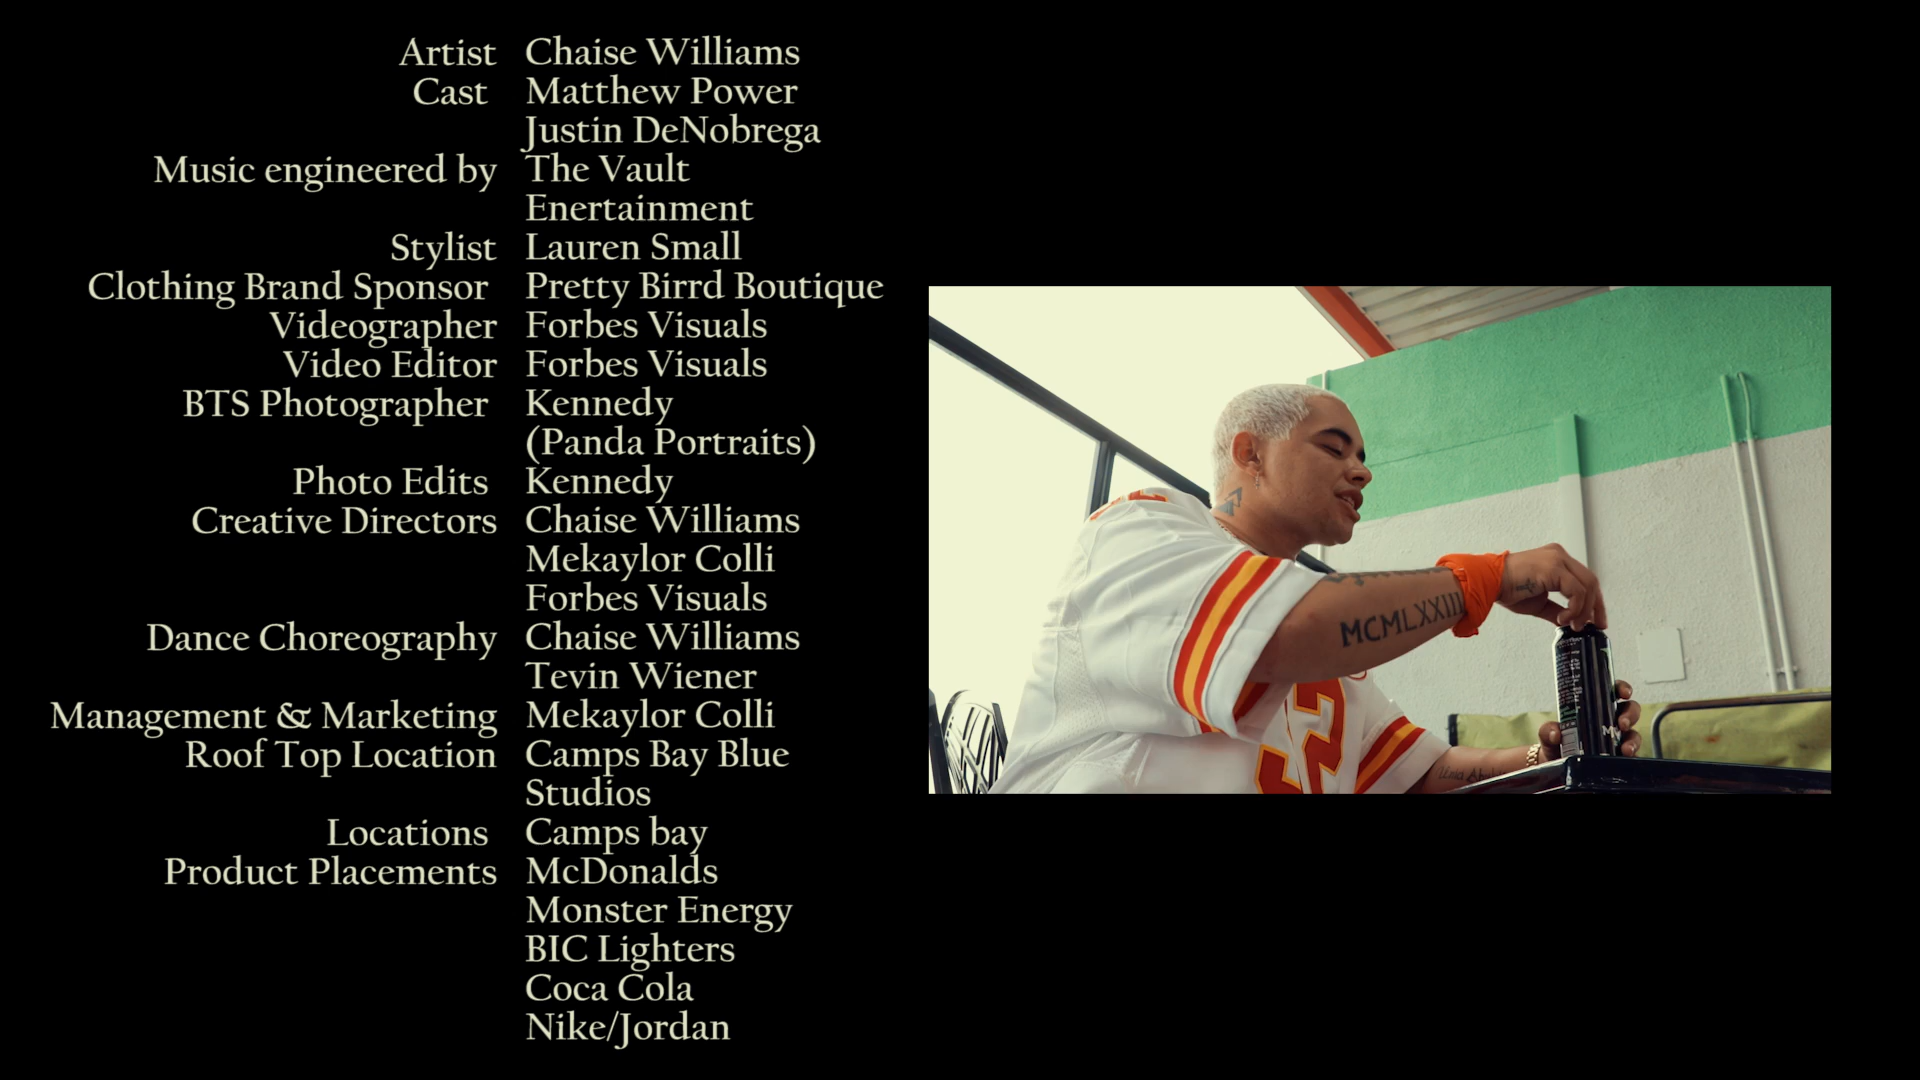 Artist Chaise Williams
Cast Matthew Power
Justin DeNobrega
Music engineered by The Vault
Enertainment
Stylist Lauren Small
Clothing Brand Sponsor Pretty Birrd Boutique
Videographer Forbes Visuals
Video Editor Forbes Visuals
BTS Photographer Kennedy
(Panda Portraits)
Photo Edits Kennedy
Creative Directors Chaise Williams
Mekaylor Colli
Forbes Visuals
Dance Choreography Chaise Williams
Tevin Wiener
Management & Marketing Mekaylor Colli
Roof Top Location Camps Bay Blue
Studios
Locations Camps bay
Product Placements McDonalds
Monster Energy
BIC Lighters
Coca Cola
Nike/Jordan
MCMLXXIII